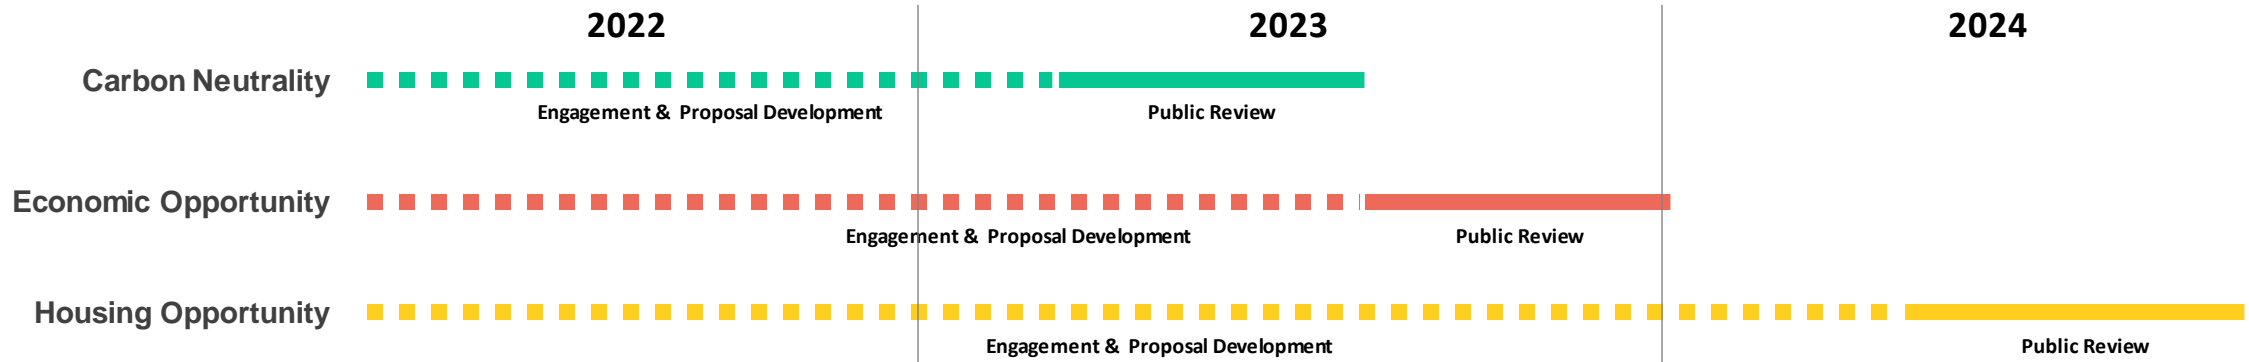 2022 2023 2024
Carbon Neutrality
Engagement & Proposal Development Public Review
Economic Opportunity
Engagement & Proposal Development Public Review
Housing Opportunity
Engagement & Proposal Development Public Review